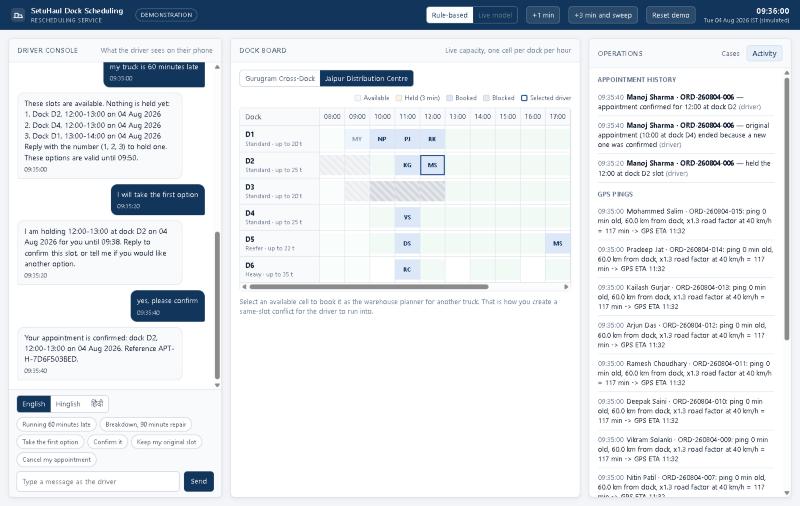 SetuHaul Dock Scheduling
RESCHEDULING SERVICE
DEMONSTRATION
Rule-based
Live model
+1 min
+3 min and sweep
Reset demo
09:36:00
Tue 04 Aug 2026 IST (simulated)
DRIVER CONSOLE
What the driver sees on their phone
my truck is 60 minutes late
09:35:00
These slots are available. Nothing is held yet:
1. Dock D2, 12:00-13:00 on 04 Aug 2026
2. Dock D4, 12:00-13:00 on 04 Aug 2026
3. Dock D1, 13:00-14:00 on 04 Aug 2026
Reply with the number (1, 2, 3) to hold one.
These options are valid until 09:50.
09:35:00
I will take the first option
09:35:20
I am holding 12:00-13:00 at dock D2 on 04
Aug 2026 for you until 09:38. Reply to
confirm this slot, or tell me if you would like
another option.
09:35:20
yes, please confirm
09:35:40
Your appointment is confirmed: dock D2,
12:00-13:00 on 04 Aug 2026. Reference APT-
H-7D6F503BED.
09:35:40
English
Hinglish
हिंदी
Running 60 minutes late
Breakdown, 90 minute repair
Take the first option
Confirm it
Keep my original slot
Cancel my appointment
Type a message as the driver
Send
DOCK BOARD
Live capacity, one cell per dock per hour
Gurugram Cross-Dock
Jaipur Distribution Centre
Available
Held (3 min)
Booked
Blocked
Selected driver
Dock 08:00 09:00 10:00 11:00 12:00 13:00 14:00 15:00 16:00 17:00
D1 MY NP PJ RK
Standard · up to 20 t
D2 KG MS
Standard · up to 25 t
D3
Standard · up to 20 t
D4 VS
Standard · up to 25 t
D5 DS MS
Reefer · up to 22 t
D6 RC
Heavy · up to 35 t
Select an available cell to book it as the warehouse planner for another truck. That is how you create a
same-slot conflict for the driver to run into.
OPERATIONS
Cases
Activity
APPOINTMENT HISTORY
09:35:40 Manoj Sharma · ORD-260804-006 —
appointment confirmed for 12:00 at dock D2 (driver)
09:35:40 Manoj Sharma · ORD-260804-006 — original
appointment (10:00 at dock D4) ended because a new
one was confirmed (driver)
09:35:20 Manoj Sharma · ORD-260804-006 — held the
12:00 at dock D2 slot (driver)
GPS PINGS
09:35:00 Mohammed Salim · ORD-260804-015: ping 0
min old, 60.0 km from dock, x1.3 road factor at 40 km/h
= 117 min -> GPS ETA 11:32
09:35:00 Pradeep Jat · ORD-260804-014: ping 0 min old,
60.0 km from dock, x1.3 road factor at 40 km/h = 117
min -> GPS ETA 11:32
09:35:00 Kailash Gurjar · ORD-260804-013: ping 0 min
old, 60.0 km from dock, x1.3 road factor at 40 km/h =
117 min -> GPS ETA 11:32
09:35:00 Arjun Das · ORD-260804-012: ping 0 min old,
60.0 km from dock, x1.3 road factor at 40 km/h = 117
min -> GPS ETA 11:32
09:35:00 Ramesh Choudhary · ORD-260804-011: ping 0
min old, 60.0 km from dock, x1.3 road factor at 40 km/h
= 117 min -> GPS ETA 11:32
09:35:00 Deepak Saini · ORD-260804-010: ping 0 min
old, 60.0 km from dock, x1.3 road factor at 40 km/h =
117 min -> GPS ETA 11:32
09:35:00 Vikram Solanki · ORD-260804-009: ping 0 min
old, 60.0 km from dock, x1.3 road factor at 40 km/h =
117 min -> GPS ETA 11:32
09:35:00 Nitin Patil · ORD-260804-007: ping 0 min old,
60.0 km from dock, x1.3 road factor at 40 km/h = 117
min -> GPS ETA 11:32